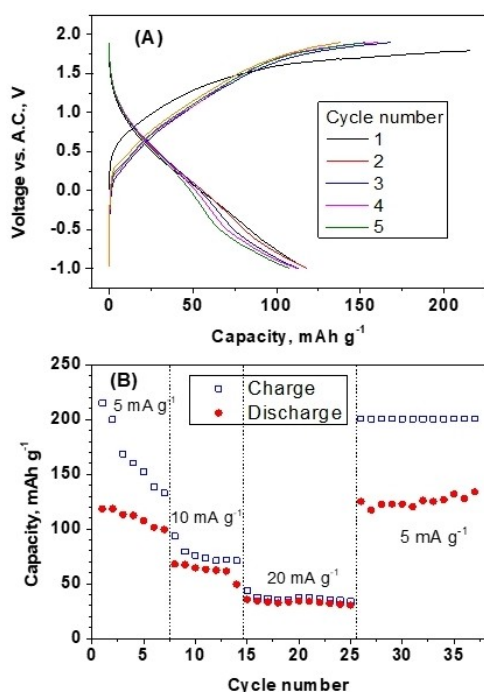 (A)
2.0
1.5
1.0
0.5
0.0
-0.5
-1.0
Voltage vs. A.C., V
Cycle number
1
2
3
4
5
0 50 100 150 200
Capacity, mAh g-1
(B)
250
200
150
100
50
0
Capacity, mAh g-1
Charge
Discharge
5 mA g-1
10 mA g-1
20 mA g-1
5 mA g-1
0 5 10 15 20 25 30 35
Cycle number